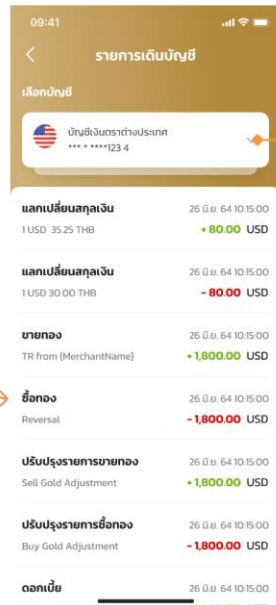 09:41
รายการเดินบัญชี
เลือกบัญชี
บัญชีเงินตราต่างประเทศ
*** * ****123 4
แลกเปลี่ยนสกุลเงิน 26 มิ.ย. 64 10:15:00
1 USD 35.25 THB + 80.00 USD
แลกเปลี่ยนสกุลเงิน 26 มิ.ย. 64 10:15:00
1 USD 30.00 THB - 80.00 USD
ขายทอง 26 มิ.ย. 64 10:15:00
TR from {MerchantName} + 1,800.00 USD
ซื้อทอง 26 มิ.ย. 64 10:15:00
Reversal - 1,800.00 USD
ปรับปรุงรายการขายทอง 26 มิ.ย. 64 10:15:00
Sell Gold Adjustment + 1,800.00 USD
ปรับปรุงรายการซื้อทอง 26 มิ.ย. 64 10:15:00
Buy Gold Adjustment - 1,800.00 USD
ดอกเบี้ย 26 มิ.ย. 64 10:15:00